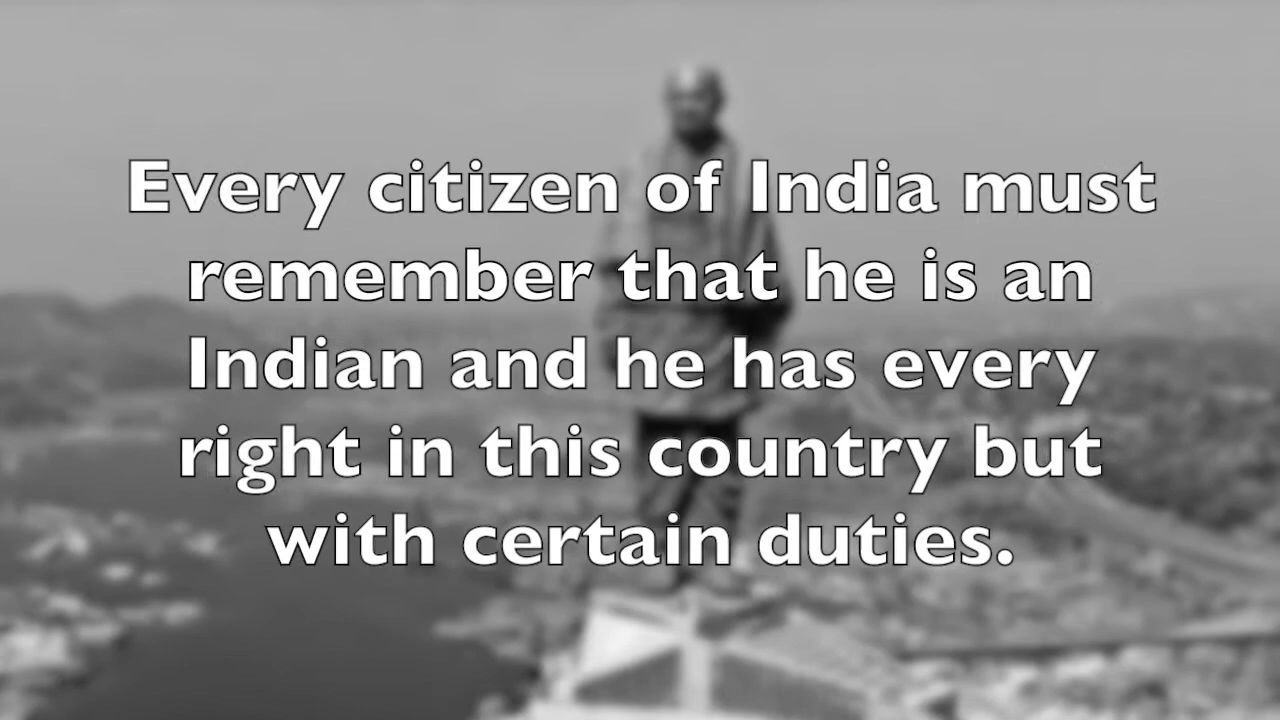 Every citizen of India must
remember that he is an
Indian and he has every
right in this country but
with certain duties.